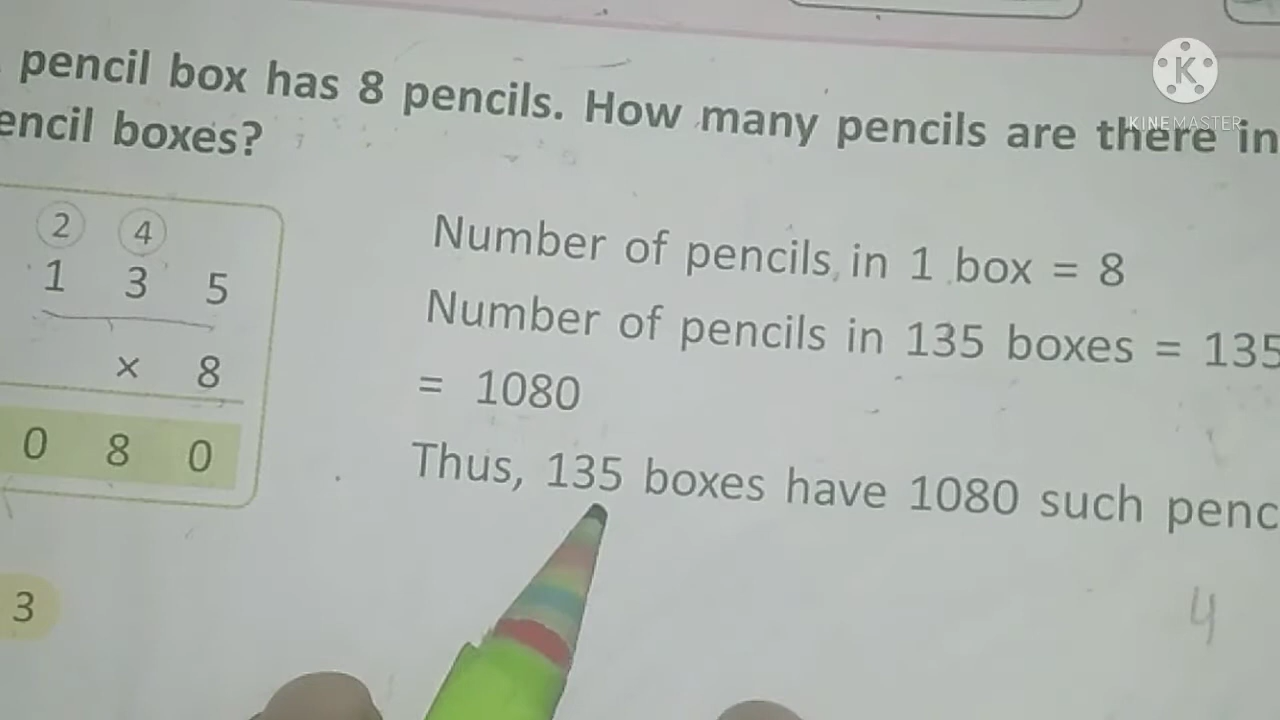 pencil box has 8 pencils. How many pencils are there in
encil boxes?
2 4
1 3 5
× 8
0 8 0
Number of pencils in 1 box = 8
Number of pencils in 135 boxes = 135
= 1080
Thus, 135 boxes have 1080 such penc
3
4
K
KINEMASTER